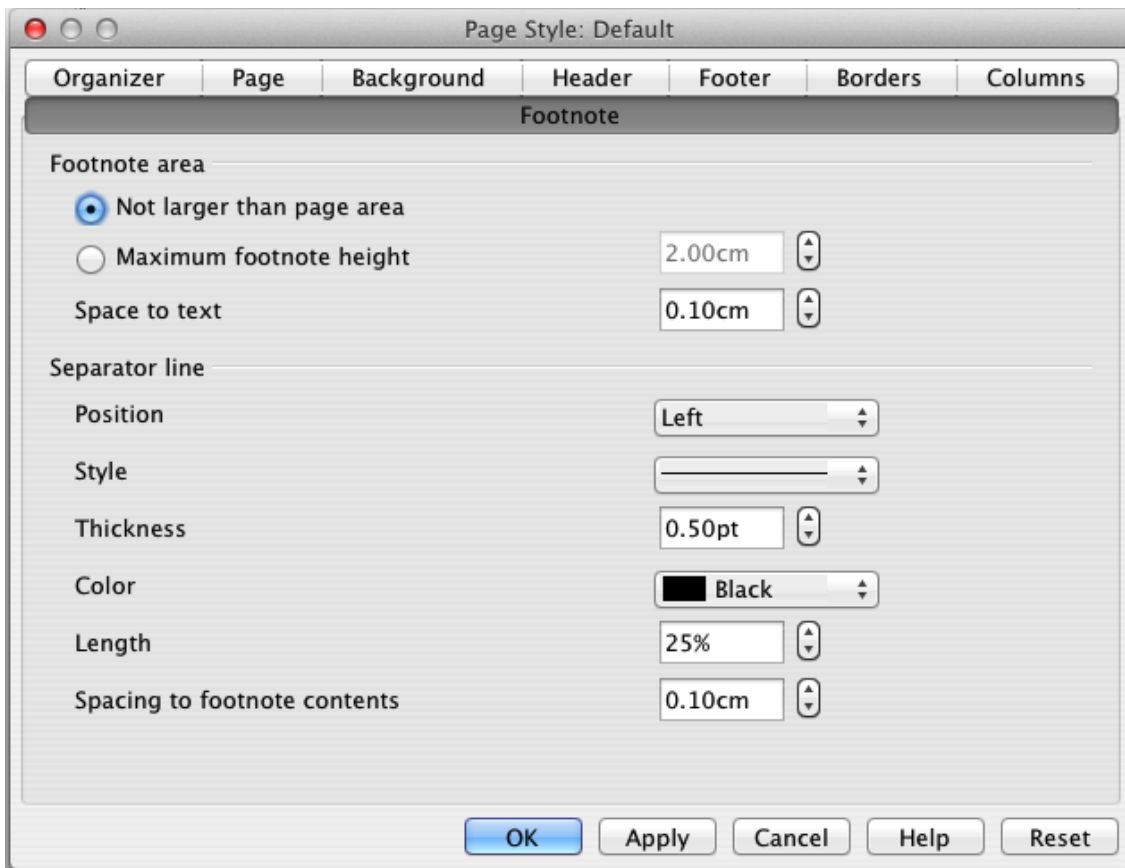 Page Style: Default
Organizer Page Background Header Footer Borders Columns
Footnote
Footnote area
Not larger than page area
Maximum footnote height 2.00cm
Space to text 0.10cm
Separator line
Position Left
Style
Thickness 0.50pt
Color Black
Length 25%
Spacing to footnote contents 0.10cm
OK Apply Cancel Help Reset